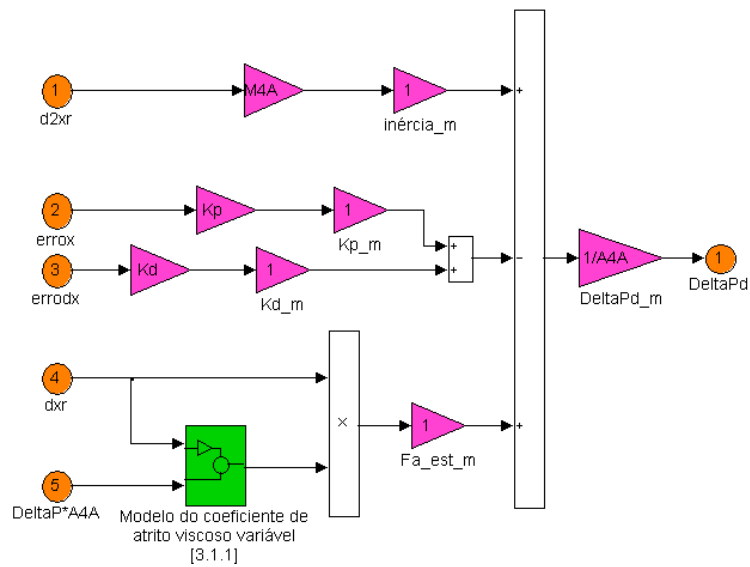 1
d2xr
M4A
1
inércia_m
+
2
errox
Kp
1
Kp_m
+
3
errodx
Kd
1
Kd_m
+
-
1/A4A
DeltaPd_m
1
DeltaPd
4
dxr
×
1
Fa_est_m
+
5
DeltaP*A4A
Modelo do coeficiente de
atrito viscoso variável
[3.1.1]